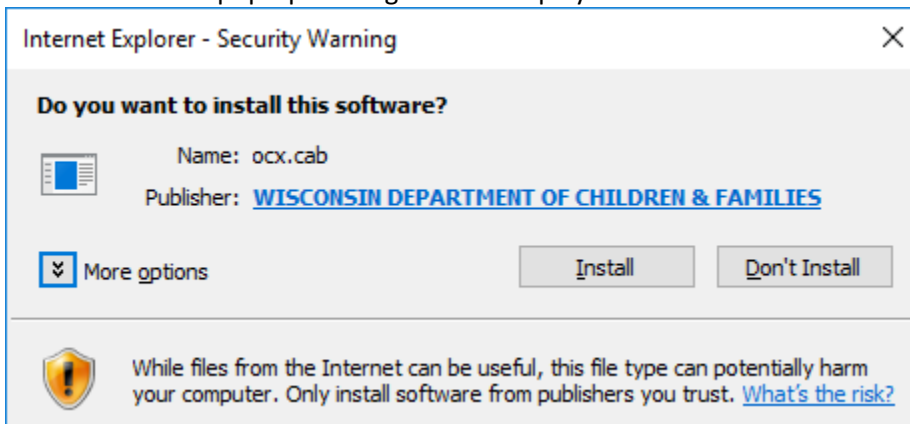 Internet Explorer - Security Warning
Do you want to install this software?
Name: ocx.cab
Publisher: WISCONSIN DEPARTMENT OF CHILDREN & FAMILIES
More options
Install
Don't Install
While files from the Internet can be useful, this file type can potentially harm
your computer. Only install software from publishers you trust. What's the risk?